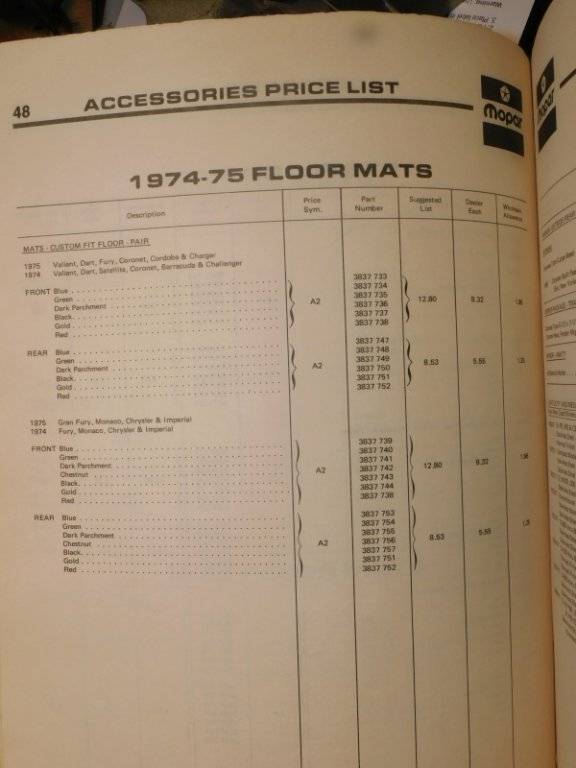 48 ACCESSORIES PRICE LIST
Mopar
1974-75 FLOOR MATS
Description Price Sym. Part Number Suggested List Dealer Each Wholesale Allowance
MATS - CUSTOM FIT FLOOR - PAIR
1975 Valiant, Dart, Fury, Coronet, Cordoba & Charger
1974 Valiant, Dart, Satellite, Coronet, Barracuda & Challenger
FRONT Blue 3837 733
Green 3837 734
Dark Parchment 3837 735
Black 3837 736
Gold 3837 737
Red 3837 738
A2 12.80 8.32
REAR Blue 3837 747
Green 3837 748
Dark Parchment 3837 749
Black 3837 750
Gold 3837 751
Red 3837 752
A2 8.53 5.55
1975 Gran Fury, Monaco, Chrysler & Imperial
1974 Fury, Monaco, Chrysler & Imperial
FRONT Blue 3837 739
Green 3837 740
Dark Parchment 3837 741
Chestnut 3837 742
Black 3837 743
Gold 3837 744
Red 3837 738
A2 12.80 8.32
REAR Blue 3837 753
Green 3837 754
Dark Parchment 3837 755
Chestnut 3837 756
Black 3837 757
Gold 3837 751
Red 3837 752
A2 8.53 5.55
Mopar